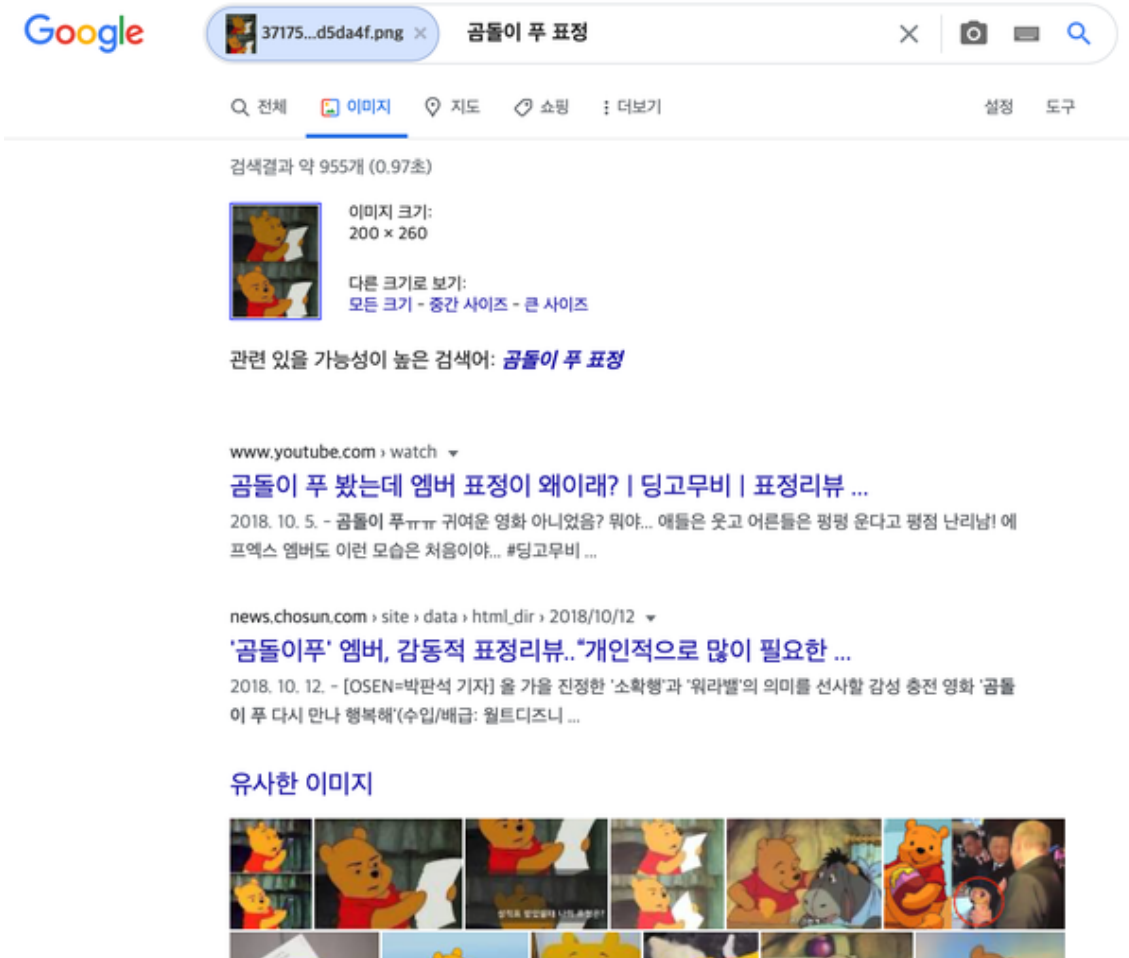 Google
37175...d5da4f.png × 곰돌이 푸 표정
전체 이미지 지도 쇼핑 더보기 설정 도구
검색결과 약 955개 (0.97초)
이미지 크기:
200 × 260
다른 크기로 보기:
모든 크기 - 중간 사이즈 - 큰 사이즈
관련 있을 가능성이 높은 검색어: 곰돌이 푸 표정
www.youtube.com › watch
곰돌이 푸 봤는데 엠버 표정이 왜이래? | 딩고무비 | 표정리뷰 ...
2018. 10. 5. - 곰돌이 푸ㅠㅠ 귀여운 영화 아니었음? 뭐야... 애들은 웃고 어른들은 펑펑 운다고 평점 난리남! 에
프엑스 엠버도 이런 모습은 처음이야... #딩고무비 ...
news.chosun.com › site › data › html_dir › 2018/10/12
'곰돌이푸' 엠버, 감동적 표정리뷰.."개인적으로 많이 필요한 ...
2018. 10. 12. - [OSEN=박판석 기자] 올 가을 진정한 '소확행'과 '워라밸'의 의미를 선사할 감성 충전 영화 '곰돌
이 푸 다시 만나 행복해'(수입/배급: 월트디즈니 ...
유사한 이미지
성적표 받았을때 나의 표정은?